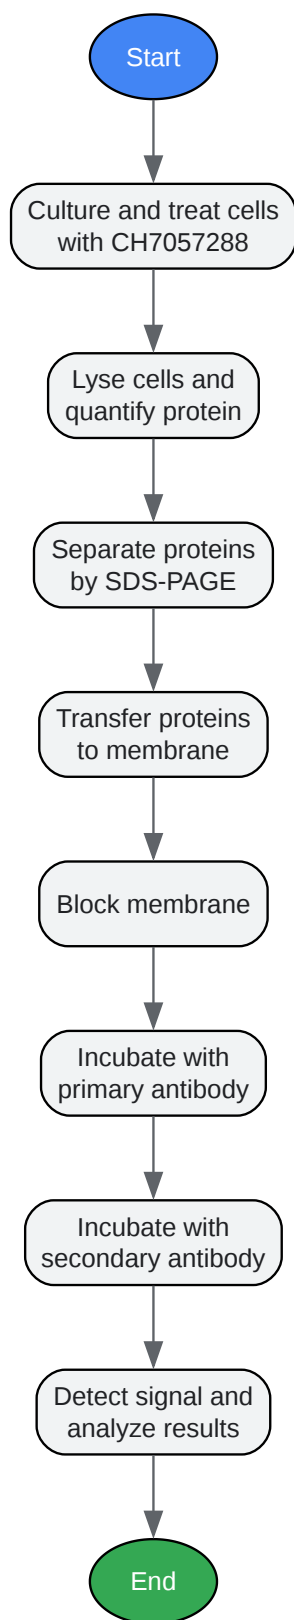 Start
Culture and treat cells
with CH7057288
Lyse cells and
quantify protein
Separate proteins
by SDS-PAGE
Transfer proteins
to membrane
Block membrane
Incubate with
primary antibody
Incubate with
secondary antibody
Detect signal and
analyze results
End